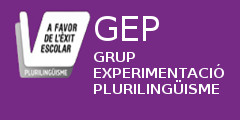 A FAVOR
DE L'ÈXIT
ESCOLAR
PLURILINGÜISME
GEP
GRUP
EXPERIMENTACIÓ
PLURILINGÜISME